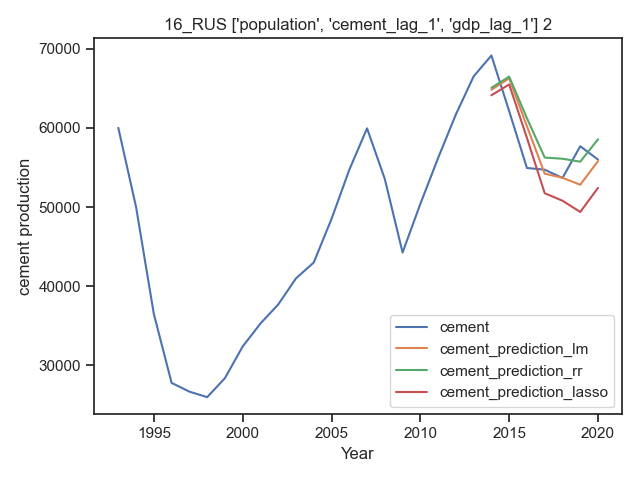 16_RUS ['population', 'cement_lag_1', 'gdp_lag_1'] 2
70000
60000
50000
40000
30000
cement production
1995
2000
2005
2010
2015
2020
Year
cement
cement_prediction_lm
cement_prediction_rr
cement_prediction_lasso